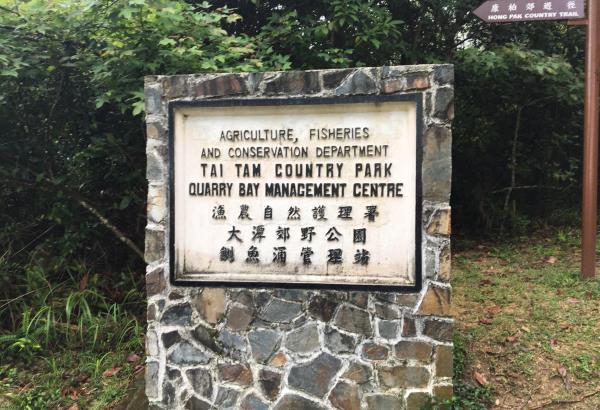 康柏郊遊徑
HONG PAK COUNTRY TRAIL
AGRICULTURE, FISHERIES
AND CONSERVATION DEPARTMENT
TAI TAM COUNTRY PARK
QUARRY BAY MANAGEMENT CENTRE
漁農自然護理署
大潭郊野公園
鰂魚涌管理站